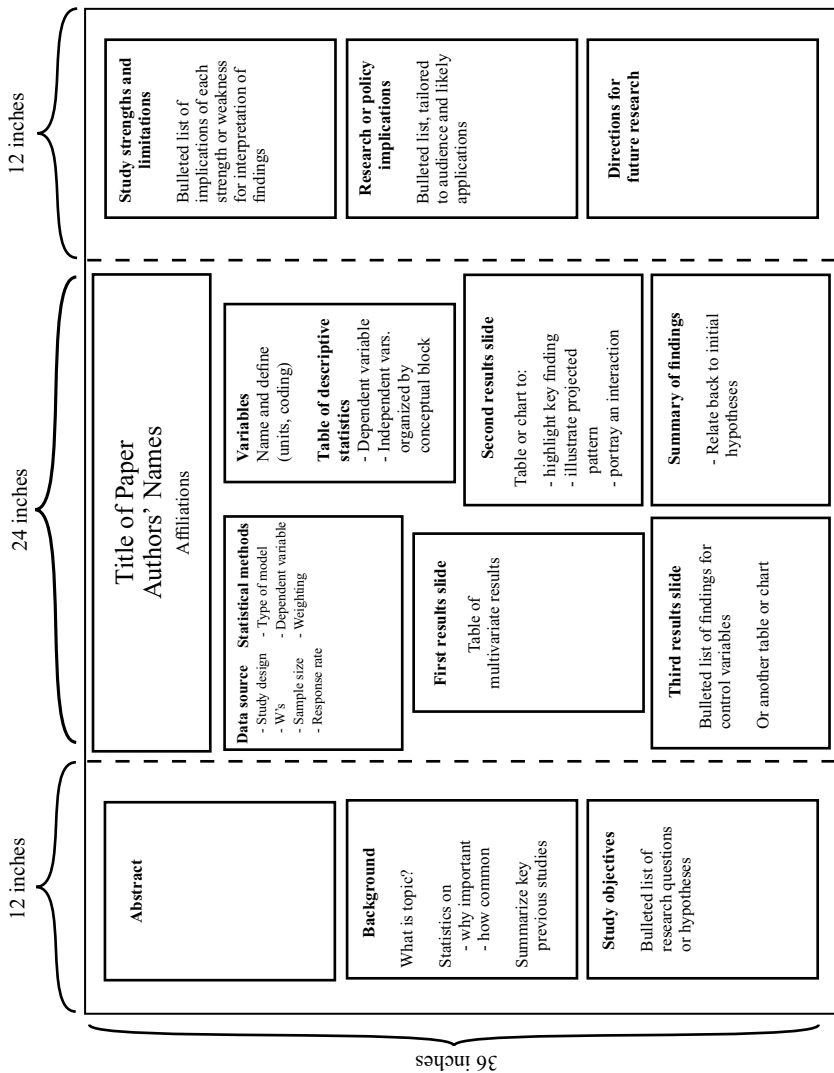 12 inches
24 inches
12 inches
36 inches
Abstract
Background
What is topic?
Statistics on
- why important
- how common
Summarize key
previous studies
Study objectives
Bulleted list of
research questions
or hypotheses
Title of Paper
Authors’ Names
Affiliations
Data source
- Study design
- W's
- Sample size
- Response rate
Statistical methods
- Type of model
- Dependent variable
- Weighting
Variables
Name and define
(units, coding)
Table of descriptive
statistics
- Dependent variable
- Independent vars.
organized by
conceptual block
First results slide
Table of
multivariate results
Second results slide
Table or chart to:
- highlight key finding
- illustrate projected
pattern
- portray an interaction
Third results slide
Bulleted list of findings for
control variables
Or another table or chart
Summary of findings
- Relate back to initial
hypotheses
Study strengths and
limitations
Bulleted list of
implications of each
strength or weakness
for interpretation of
findings
Research or policy
implications
Bulleted list, tailored
to audience and likely
applications
Directions for
future research